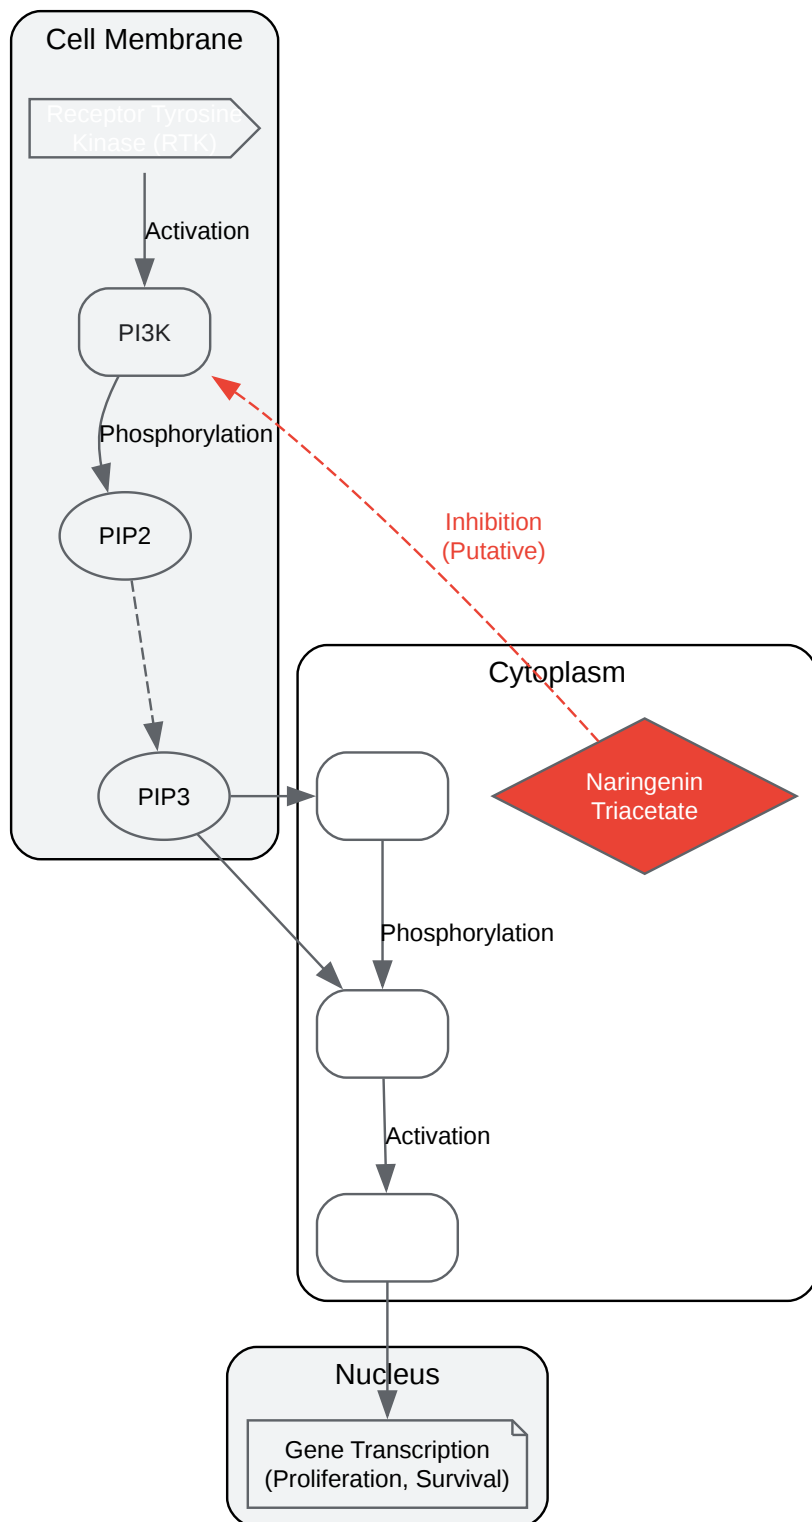 Cell Membrane
Receptor Tyrosine
Kinase (RTK)
Activation
PI3K
Phosphorylation
PIP2
Inhibition
(Putative)
Cytoplasm
PIP3
Naringenin
Triacetate
Phosphorylation
Activation
Nucleus
Gene Transcription
(Proliferation, Survival)